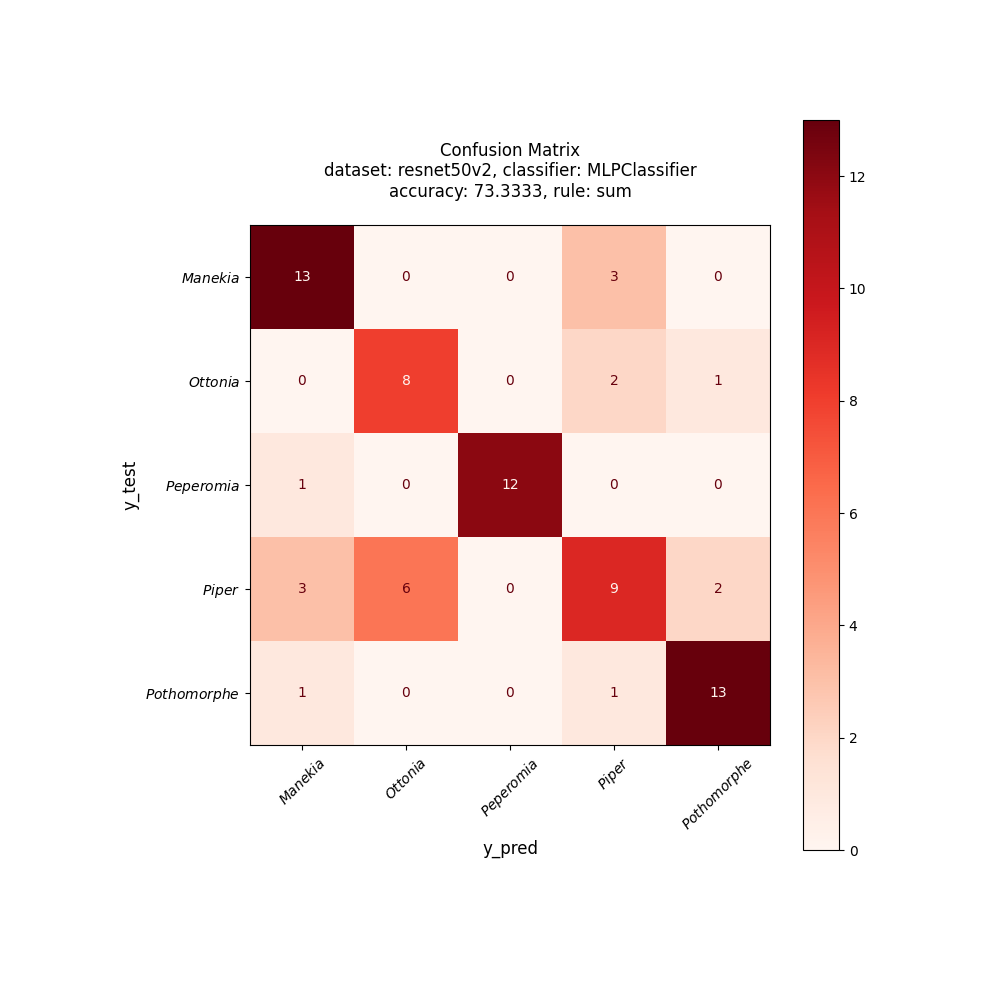 Confusion Matrix
dataset: resnet50v2, classifier: MLPClassifier
accuracy: 73.3333, rule: sum
Manekia 13 0 0 3 0
Ottonia 0 8 0 2 1
Peperomia 1 0 12 0 0
Piper 3 6 0 9 2
Pothomorphe 1 0 0 1 13
y_test
Manekia Ottonia Peperomia Piper Pothomorphe
y_pred
12
10
8
6
4
2
0